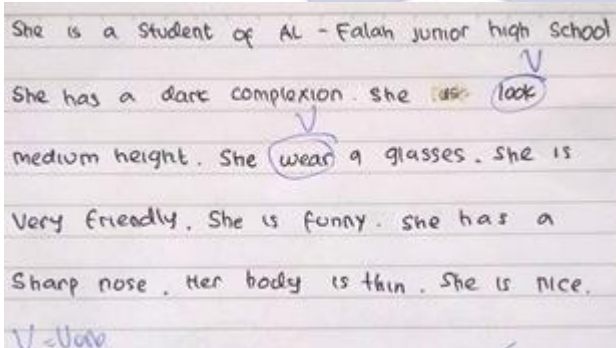 She is a Student of AL - Falah junior high School
V
She has a dark complexion. She look
V
medium height. She wear a glasses. She is
Very friendly. She is funny. She has a
Sharp nose. Her body is thin. She is nice.
V = Verb